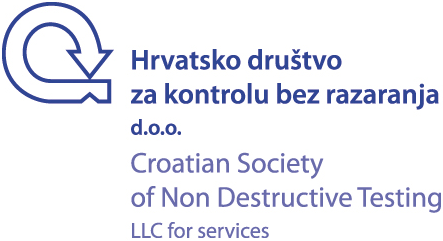 Hrvatsko društvo
za kontrolu bez razaranja
d.o.o.
Croatian Society
of Non Destructive Testing
LLC for services